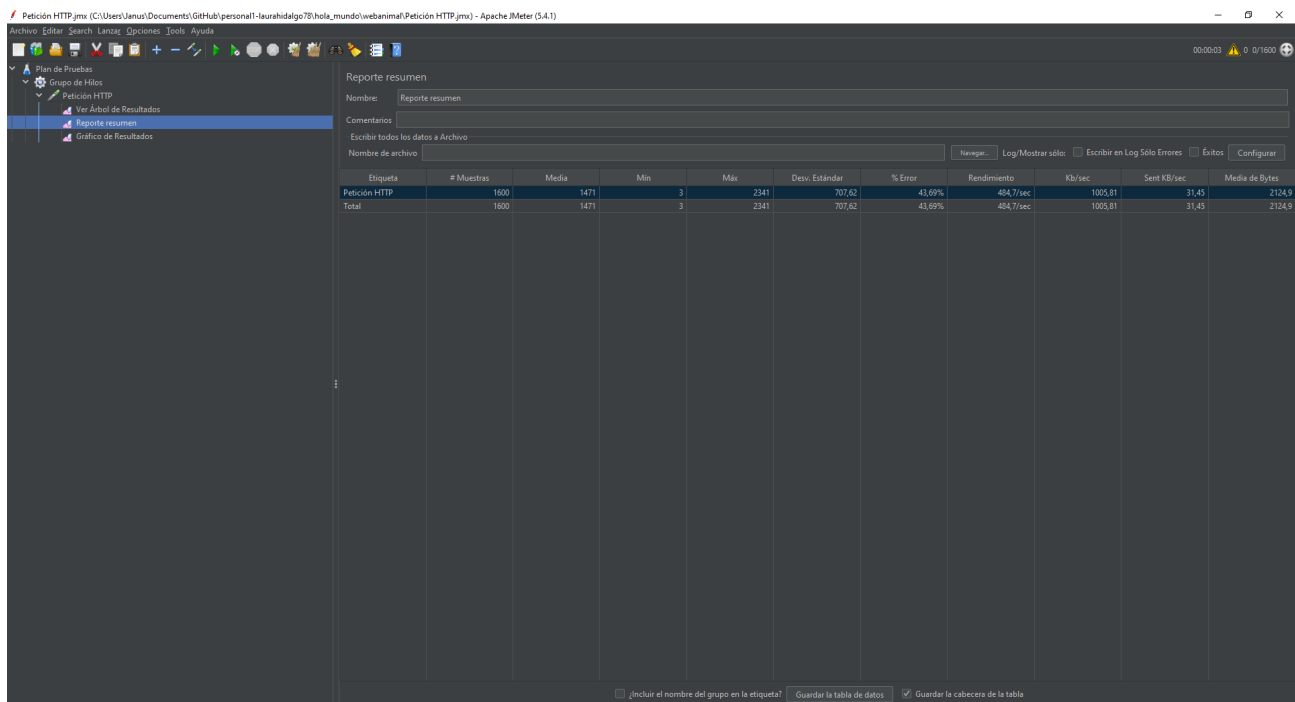 Petición HTTP.jmx (C:\Users\Janus\Documents\GitHub\personal1-laurahidalgo78\hola_mundo\webanimal\Petición HTTP.jmx) - Apache JMeter (5.4.1)
Archivo Editar Search Lanzar Opciones Tools Ayuda
00:00:03 0 0/1600
Plan de Pruebas
Grupo de Hilos
Petición HTTP
Ver Árbol de Resultados
Reporte resumen
Gráfico de Resultados
Reporte resumen
Nombre: Reporte resumen
Comentarios
Escribir todos los datos a Archivo
Nombre de archivo Navegar... Log/Mostrar sólo: Escribir en Log Sólo Errores Éxitos Configurar
Etiqueta # Muestras Media Mín Máx Desv. Estándar % Error Rendimiento Kb/sec Sent KB/sec Media de Bytes
Petición HTTP 1600 1471 3 2341 707,62 43,69% 484,7/sec 1005,81 31,45 2124,9
Total 1600 1471 3 2341 707,62 43,69% 484,7/sec 1005,81 31,45 2124,9
¿Incluir el nombre del grupo en la etiqueta? Guardar la tabla de datos Guardar la cabecera de la tabla